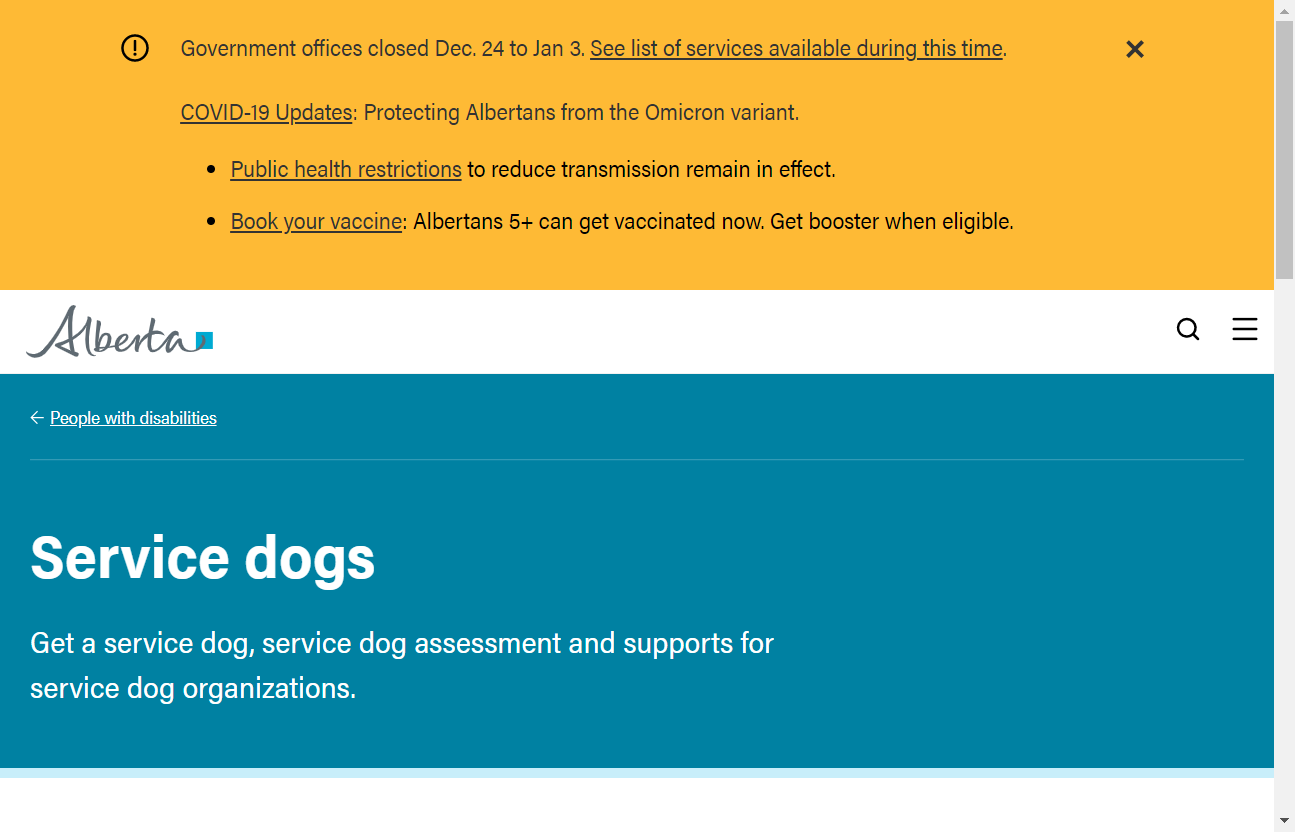 Government offices closed Dec. 24 to Jan 3. See list of services available during this time.
COVID-19 Updates: Protecting Albertans from the Omicron variant.
Public health restrictions to reduce transmission remain in effect.
Book your vaccine: Albertans 5+ can get vaccinated now. Get booster when eligible.
Alberta
People with disabilities
Service dogs
Get a service dog, service dog assessment and supports for
service dog organizations.